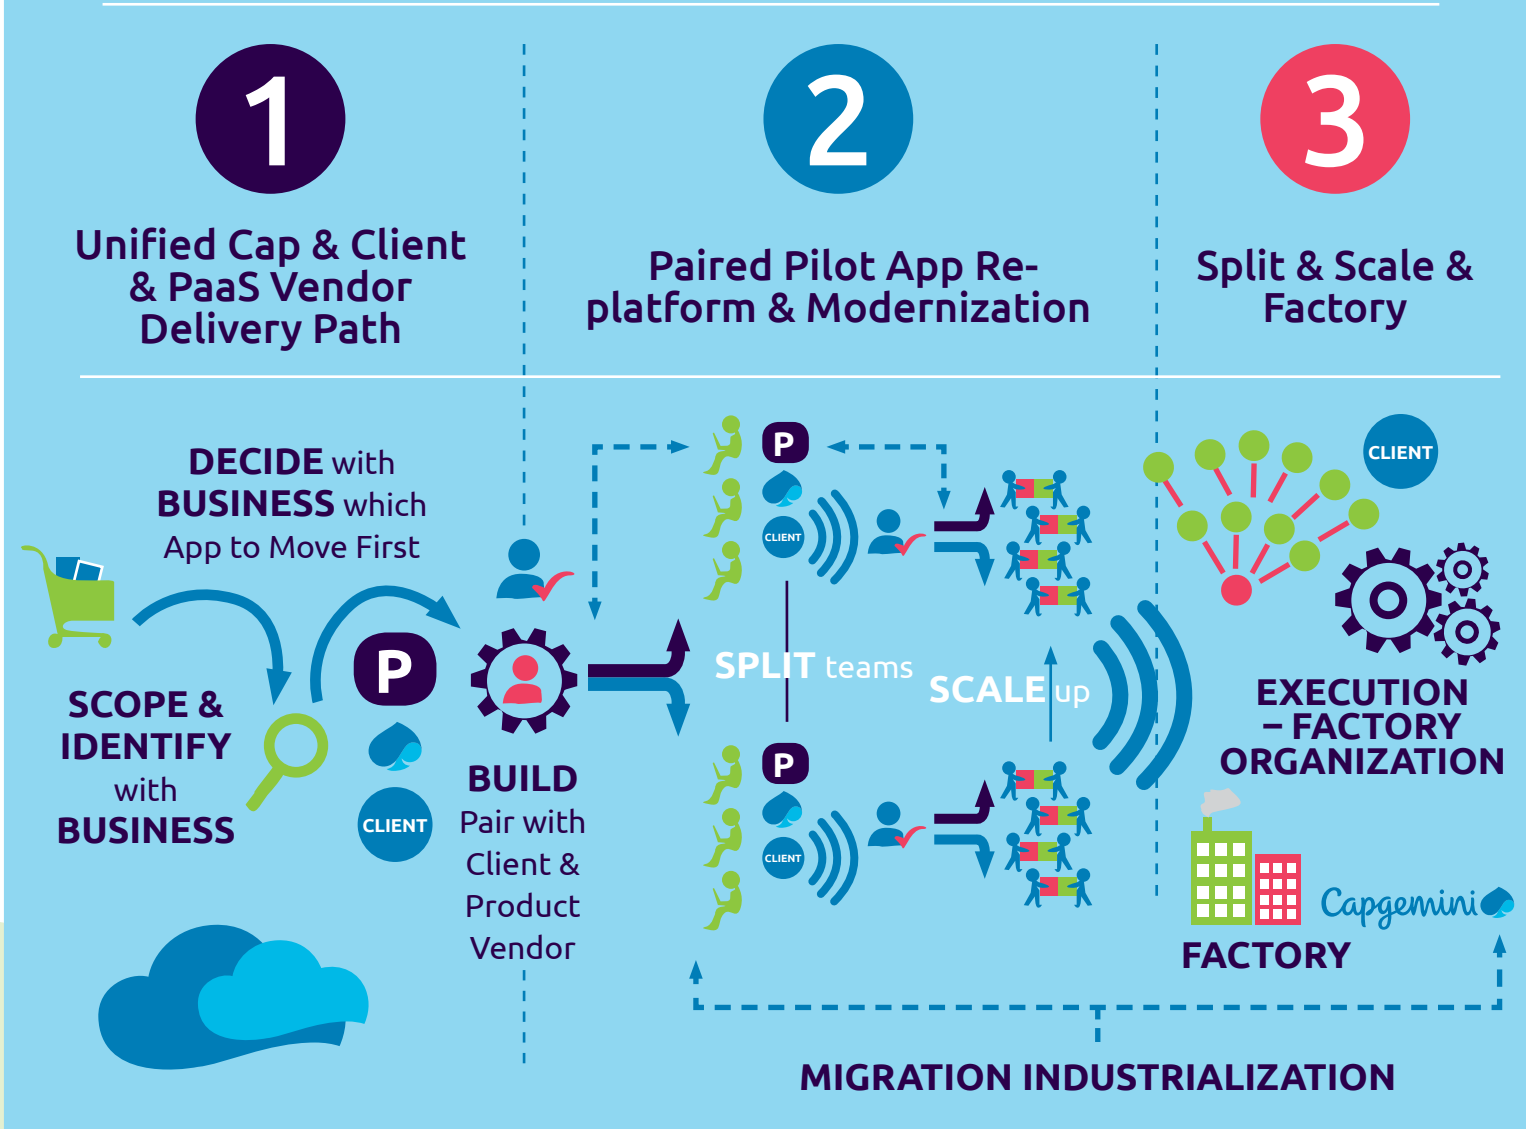 1
Unified Cap & Client
& PaaS Vendor
Delivery Path
2
Paired Pilot App Re-
platform & Modernization
3
Split & Scale &
Factory
DECIDE with
BUSINESS which
App to Move First
SCOPE &
IDENTIFY
with
BUSINESS
P
CLIENT
BUILD
Pair with
Client &
Product
Vendor
P
CLIENT
SPLIT teams
SCALE up
P
CLIENT
CLIENT
EXECUTION
– FACTORY
ORGANIZATION
Capgemini
FACTORY
MIGRATION INDUSTRIALIZATION